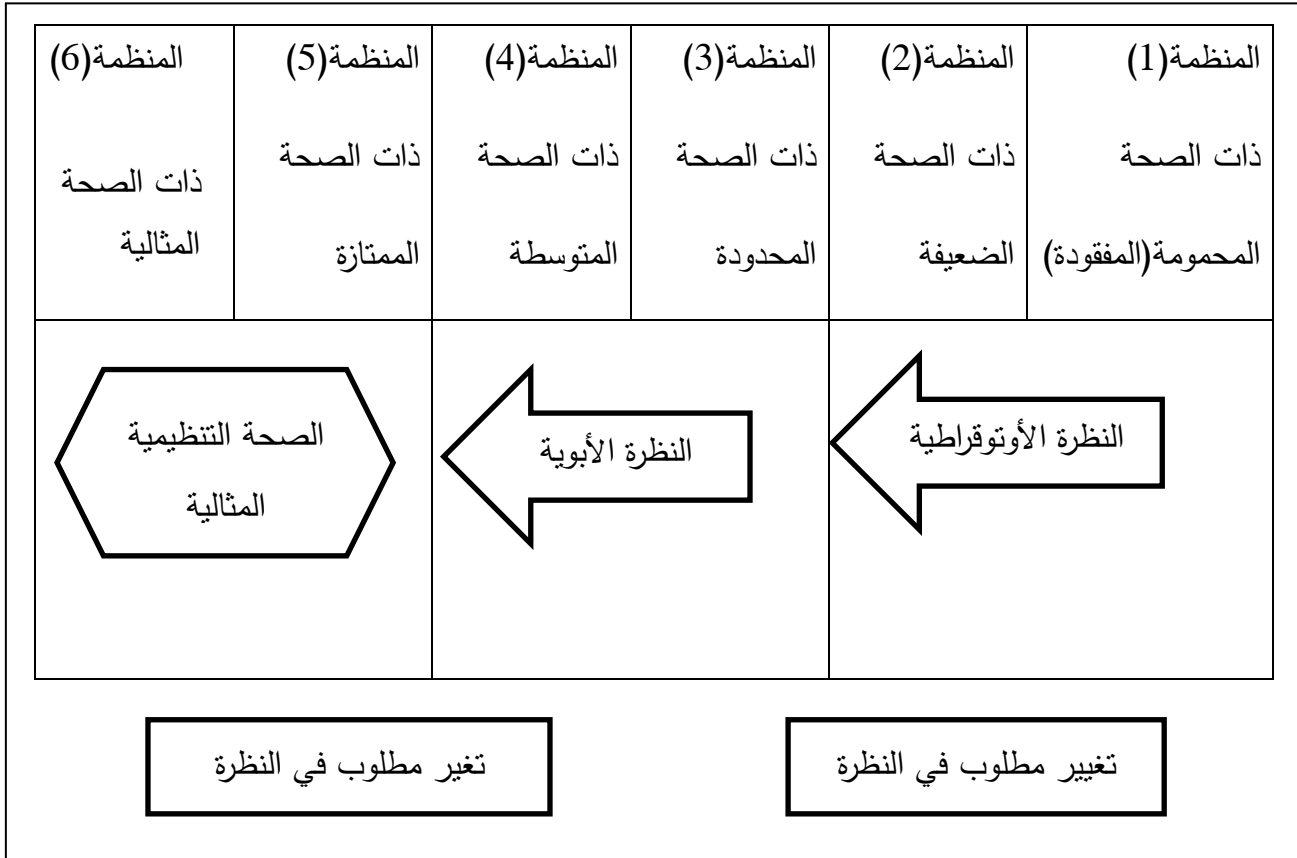 المنظمة(1)
ذات الصحة
المحمومة(المفقودة)
المنظمة(2)
ذات الصحة
الضعيفة
المنظمة(3)
ذات الصحة
المحدودة
المنظمة(4)
ذات الصحة
المتوسطة
المنظمة(5)
ذات الصحة
الممتازة
المنظمة(6)
ذات الصحة
المثالية
النظرة الأوتوقراطية
النظرة الأبوية
الصحة التنظيمية
المثالية
تغيير مطلوب في النظرة
تغير مطلوب في النظرة